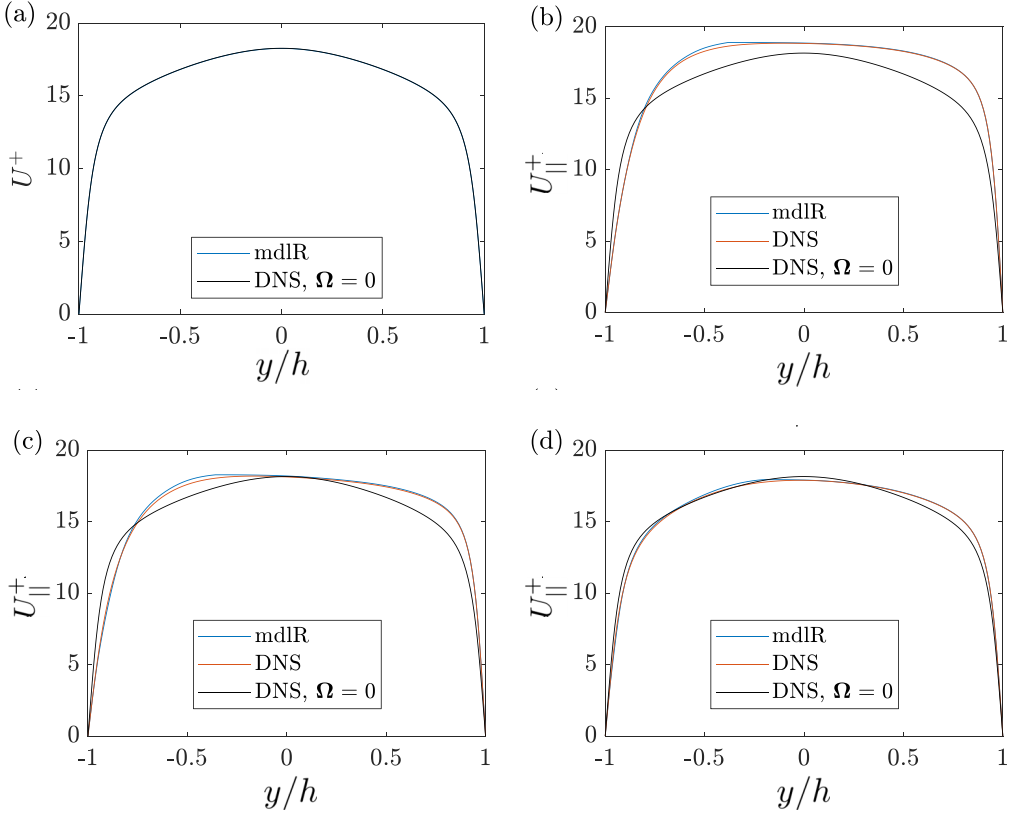 (a)
20
15
10
5
0
U⁺
mdlR
DNS, Ω = 0
-1 -0.5 0 0.5 1
y/h
(b)
20
15
10
5
0
U⁺||
mdlR
DNS
DNS, Ω = 0
-1 -0.5 0 0.5 1
y/h
(c)
20
15
10
5
0
U⁺||
mdlR
DNS
DNS, Ω = 0
-1 -0.5 0 0.5 1
y/h
(d)
20
15
10
5
0
U⁺||
mdlR
DNS
DNS, Ω = 0
-1 -0.5 0 0.5 1
y/h